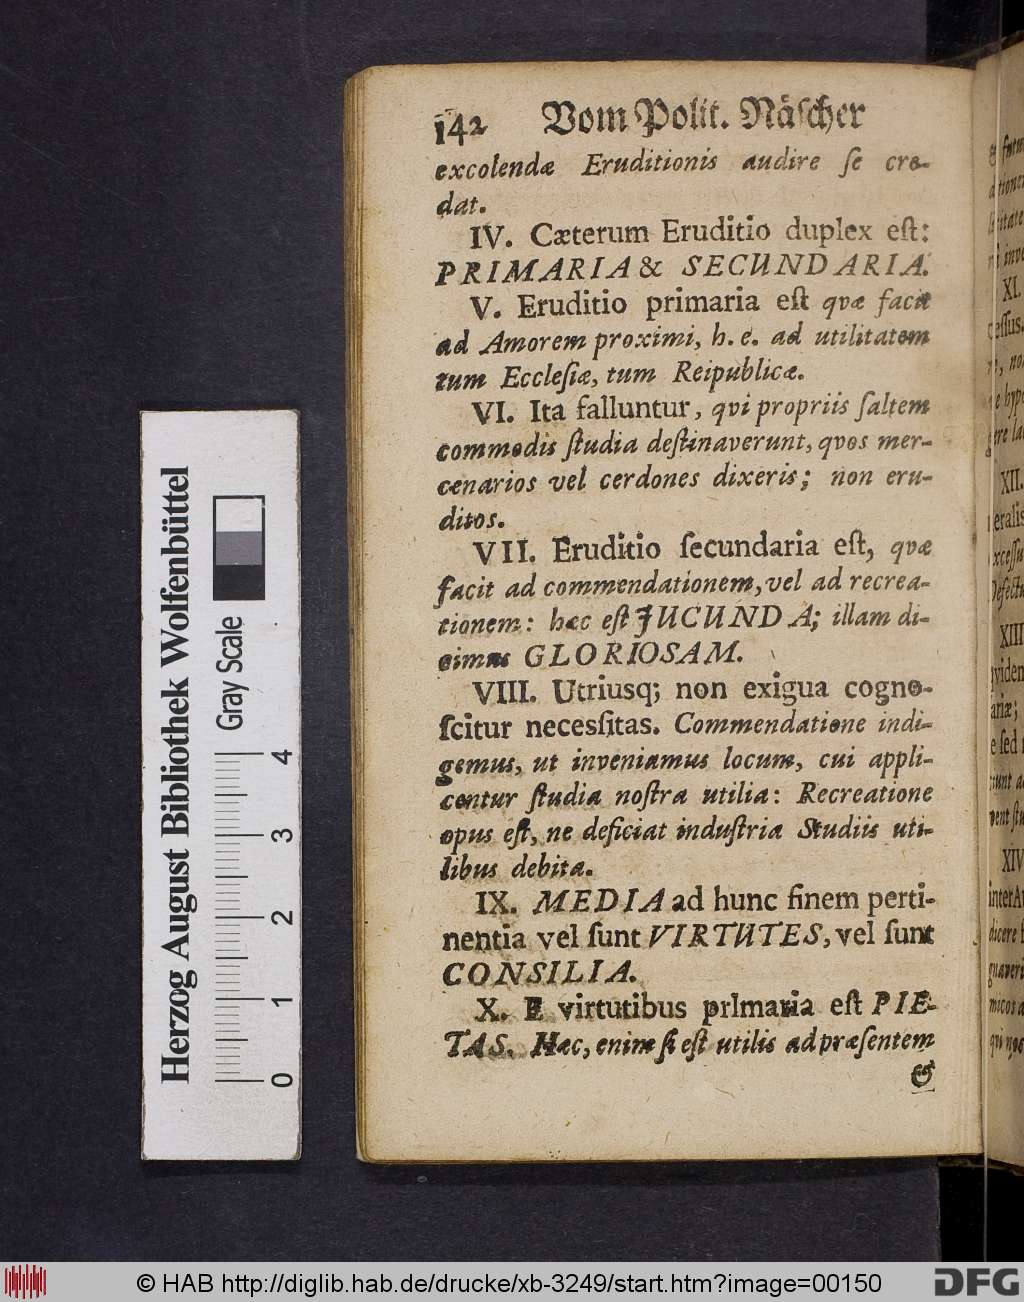 142 Vom Polit. Näscher
excolendæ Eruditionis audire ſe cre-
dat.
IV. Cæterum Eruditio duplex eſt:
PRIMARIA & SECUNDARIA.
V. Eruditio primaria eſt qvæ facit
ad Amorem proximi, h. e. ad utilitatem
tum Eccleſiæ, tum Reipublicæ.
VI. Ita falluntur, qvi propriis ſaltem
commodis ſtudia deſtinaverunt, qvos mer-
cenarios vel cerdones dixeris; non eru-
ditos.
VII. Eruditio ſecundaria eſt, qvæ
facit ad commendationem, vel ad recrea-
tionem: hæc eſt JUCUNDA; illam di-
cimus GLORIOSAM.
VIII. Utriusq; non exigua cogno-
ſcitur neceſſitas. Commendatione indi-
gemus, ut inveniamus locum, cui appli-
centur ſtudia noſtra utilia: Recreatione
opus eſt, ne deficiat induſtria Studiis uti-
libus debita.
IX. MEDIA ad hunc finem perti-
nentia vel ſunt VIRTUTES, vel ſunt
CONSILIA.
X. E virtutibus prImaria eſt PIE-
TAS. Hæc, enim ſi eſt utilis ad præſentem
&
Herzog August Bibliothek Wolfenbüttel
Gray Scale
0 1 2 3 4
XI.
XII.
XIII
XIV
© HAB http://diglib.hab.de/drucke/xb-3249/start.htm?image=00150
DFG